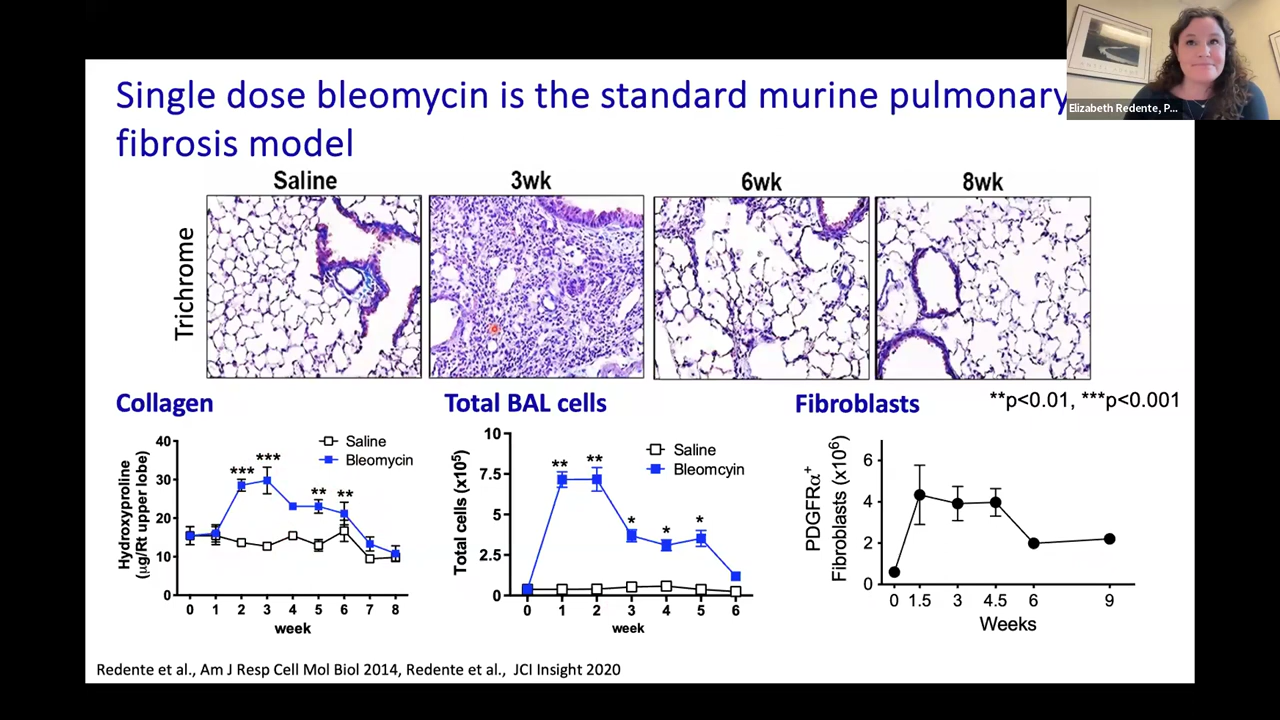 Elizabeth Redente, P...
Single dose bleomycin is the standard murine pulmonary
fibrosis model
Saline
3wk
6wk
8wk
Trichrome
Collagen
Total BAL cells
Fibroblasts
**p<0.01, ***p<0.001
Hydroxyproline
(µg/Rt upper lobe)
40
30
20
10
0
Saline
Bleomycin
***
***
**
**
0 1 2 3 4 5 6 7 8
week
Total cells (x10⁵)
10
7.5
5
2.5
0
Saline
Bleomcyin
**
**
*
*
*
0 1 2 3 4 5 6
week
PDGFRα⁺
Fibroblasts (x10⁶)
6
4
2
0
0 1.5 3 4.5 6 9
Weeks
Redente et al., Am J Resp Cell Mol Biol 2014, Redente et al., JCI Insight 2020